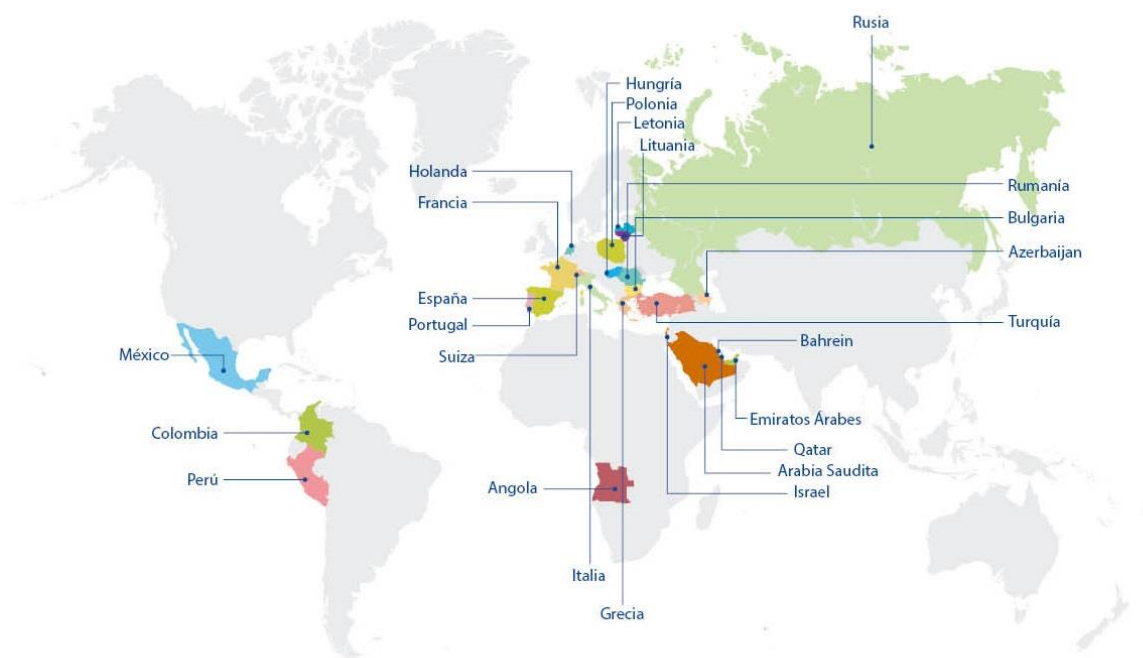 Rusia
Hungría
Polonia
Letonia
Lituania
Holanda
Rumanía
Francia
Bulgaria
Azerbaijan
España
Portugal
Turquía
Bahrein
México
Suiza
Emiratos Árabes
Colombia
Qatar
Arabia Saudita
Perú
Angola
Israel
Italia
Grecia